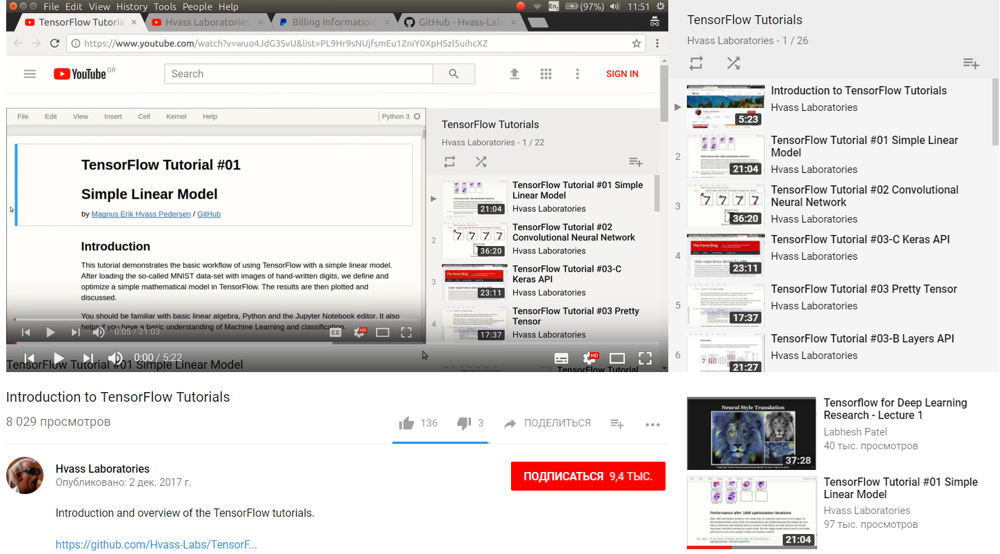 File Edit View History Tools People Help
En (97%) 11:51
TensorFlow Tutoria × Hvass Laboratories × Billing Information × GitHub - Hvass-Lab ×
https://www.youtube.com/watch?v=wuo4JdG3SvU&list=PL9Hr9sNUjfsmEu1ZniY0XpHSzl5uihcXZ
YouTube GR
Search
SIGN IN
File Edit View Insert Cell Kernel Help Python 3
TensorFlow Tutorial #01
Simple Linear Model
by Magnus Erik Hvass Pedersen / GitHub
Introduction
This tutorial demonstrates the basic workflow of using TensorFlow with a simple linear model.
After loading the so-called MNIST data-set with images of hand-written digits, we define and
optimize a simple mathematical model in TensorFlow. The results are then plotted and
discussed.
You should be familiar with basic linear algebra, Python and the Jupyter Notebook editor. It also
helps if you have a basic understanding of Machine Learning and classification.
0:05 / 21:03
CC HD
TensorFlow Tutorials
Hvass Laboratories - 1 / 22
TensorFlow Tutorial #01 Simple
Linear Model
Hvass Laboratories
21:04
2
TensorFlow Tutorial #02
Convolutional Neural Network
Hvass Laboratories
36:20
3
The Keras Blog
TensorFlow Tutorial #03-C
Keras API
Hvass Laboratories
23:11
4
TensorFlow Tutorial #03 Pretty
Tensor
Hvass Laboratories
17:37
TensorFlow Tutorial #01 Simple Linear Model
TensorFlow Tutorial
0:00 / 5:22
HD
Introduction to TensorFlow Tutorials
8 029 просмотров
136 3 ПОДЕЛИТЬСЯ
Hvass Laboratories
Опубликовано: 2 дек. 2017 г.
ПОДПИСАТЬСЯ 9,4 ТЫС.
Introduction and overview of the TensorFlow tutorials.
https://github.com/Hvass-Labs/TensorF...
TensorFlow Tutorials
Hvass Laboratories - 1 / 26
Introduction to TensorFlow Tutorials
Hvass Laboratories
5:23
2
TensorFlow Tutorial #01 Simple Linear
Model
Hvass Laboratories
21:04
3
TensorFlow Tutorial #02 Convolutional
Neural Network
Hvass Laboratories
36:20
4
The Keras Blog
TensorFlow Tutorial #03-C Keras API
Hvass Laboratories
23:11
5
TensorFlow Tutorial #03 Pretty Tensor
Hvass Laboratories
17:37
6
TensorFlow Tutorial #03-B Layers API
Hvass Laboratories
21:27
Neural Style Translation
37:28
Tensorflow for Deep Learning
Research - Lecture 1
Labhesh Patel
40 тыс. просмотров
Performance after 1000 optimization iterations
21:04
TensorFlow Tutorial #01 Simple
Linear Model
Hvass Laboratories
97 тыс. просмотров